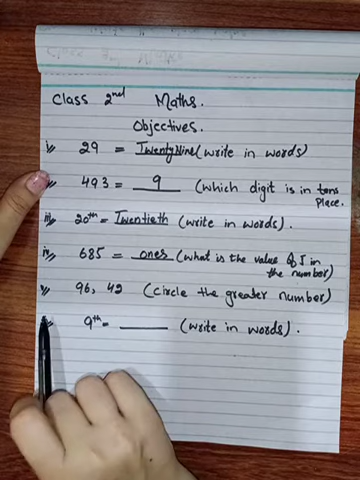 Class 2nd Maths.
Objectives.
i) 29 = Twenty Nine (write in words)
493 = 9 (which digit is in tens
Place.
iii) 20th = Twentieth (write in words).
iv) 685 = ones (what is the value of 5 in
the number)
v) 96, 42 (circle the greater number)
9th = ______ (write in words).